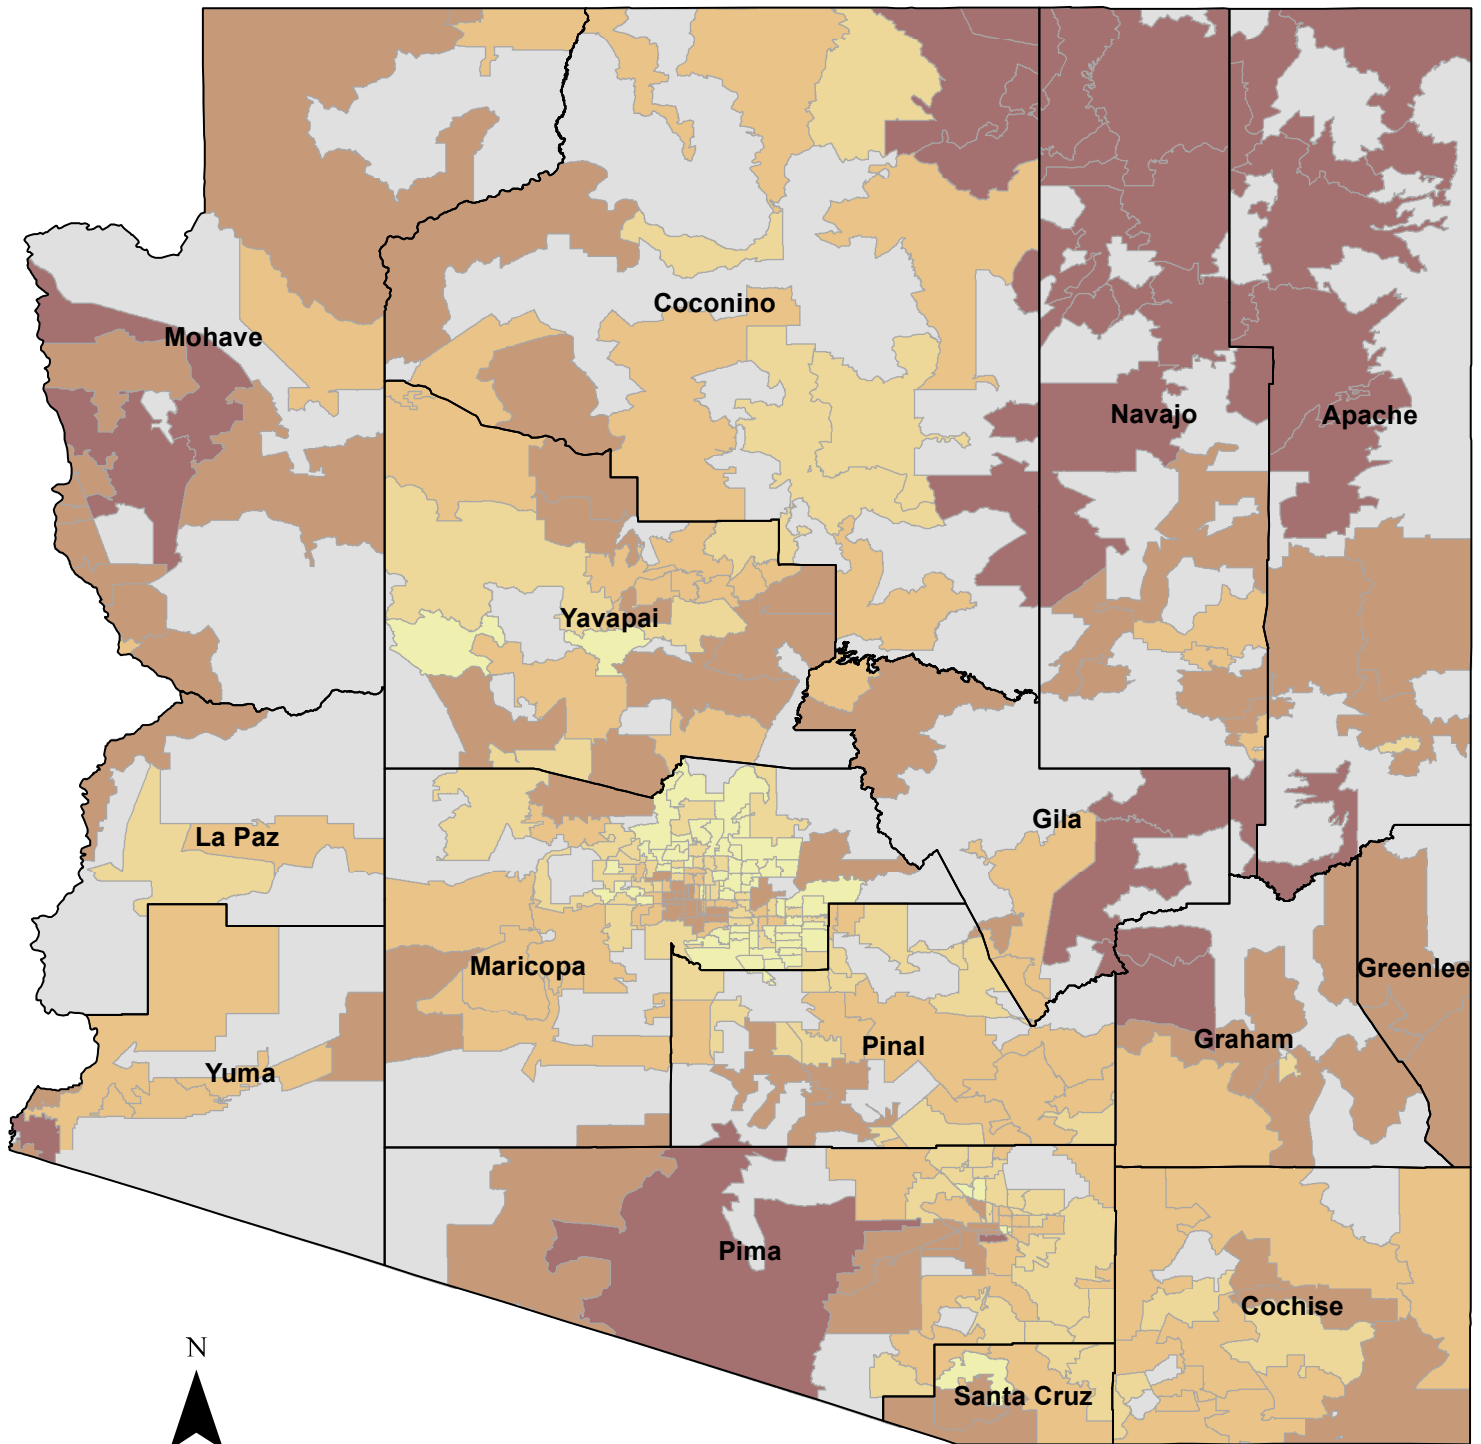 Coconino
Mohave
Navajo
Apache
Yavapai
Gila
La Paz
Maricopa
Greenlee
Graham
Pinal
Yuma
Pima
Cochise
N
Santa Cruz